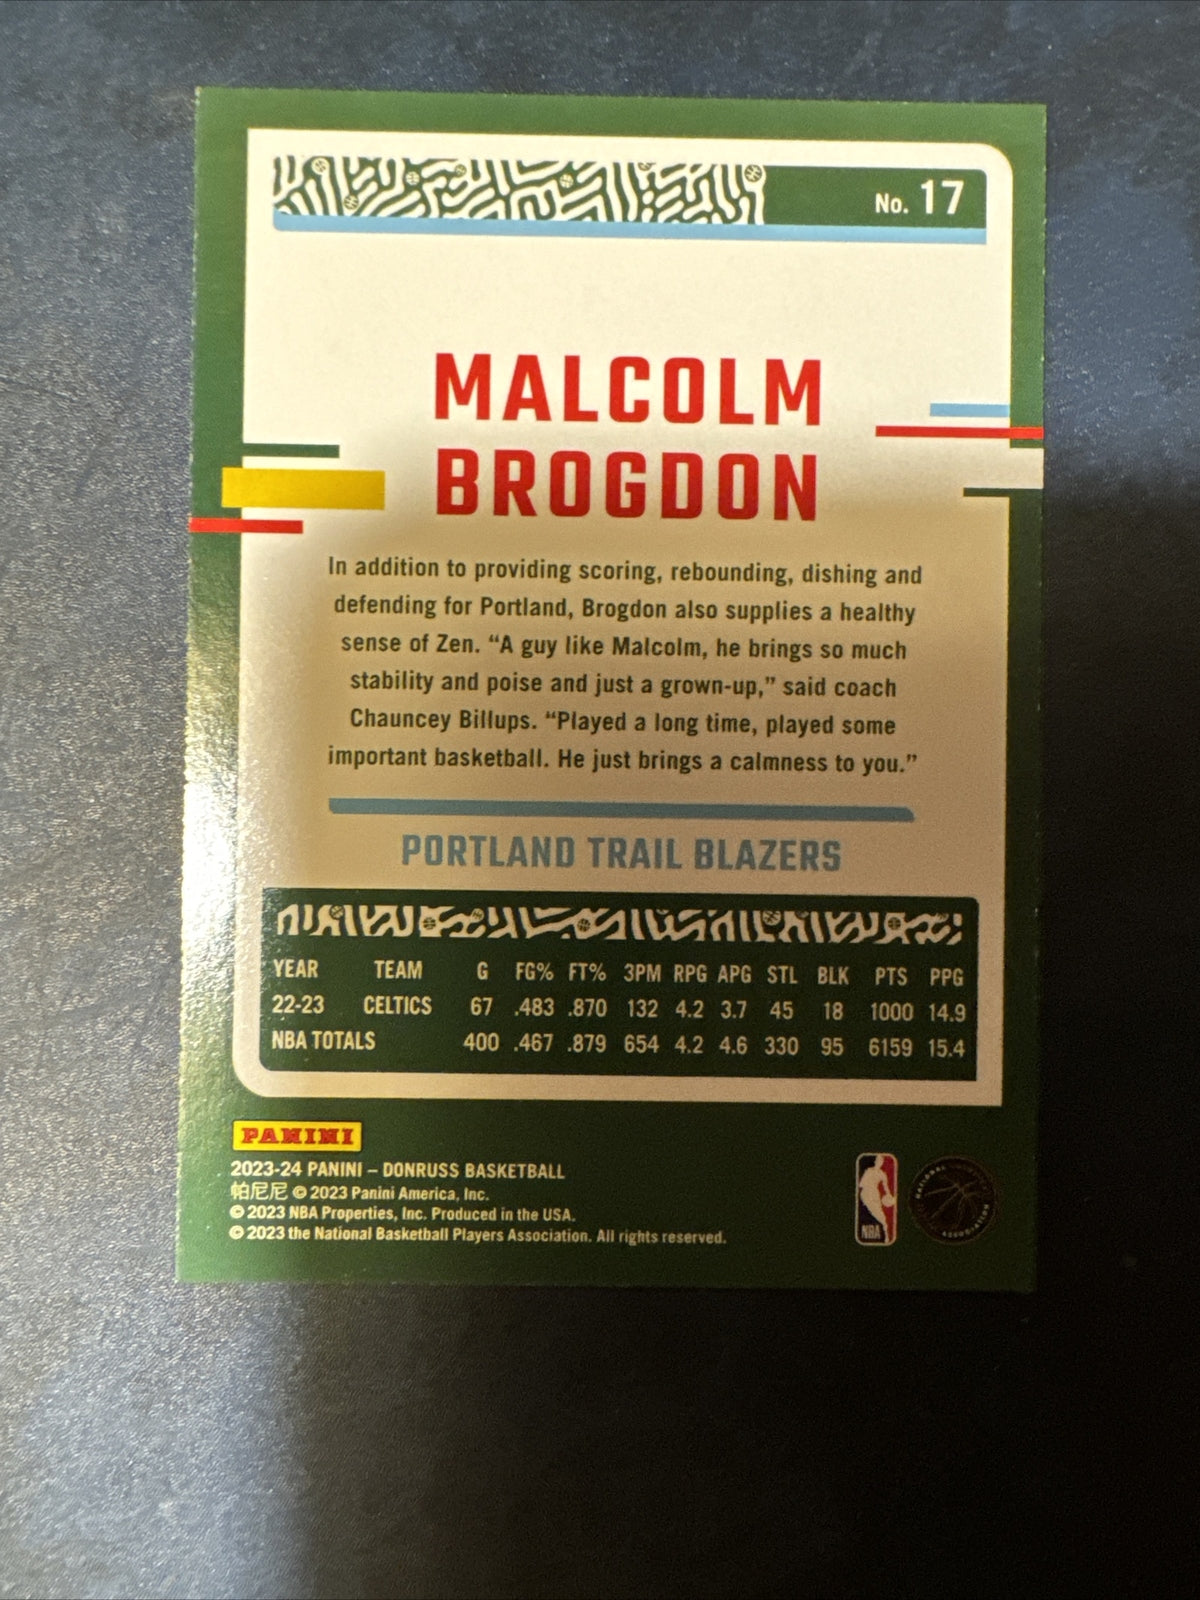 No. 17
MALCOLM
BROGDON
In addition to providing scoring, rebounding, dishing and
defending for Portland, Brogdon also supplies a healthy
sense of Zen. “A guy like Malcolm, he brings so much
stability and poise and just a grown-up,” said coach
Chauncey Billups. “Played a long time, played some
important basketball. He just brings a calmness to you.”
PORTLAND TRAIL BLAZERS
YEAR TEAM G FG% FT% 3PM RPG APG STL BLK PTS PPG
22-23 CELTICS 67 .483 .870 132 4.2 3.7 45 18 1000 14.9
NBA TOTALS 400 .467 .879 654 4.2 4.6 330 95 6159 15.4
PANINI
2023-24 PANINI – DONRUSS BASKETBALL
帕尼尼 © 2023 Panini America, Inc.
© 2023 NBA Properties, Inc. Produced in the USA.
© 2023 the National Basketball Players Association. All rights reserved.
NBA
NATIONAL
ASSOCIATION